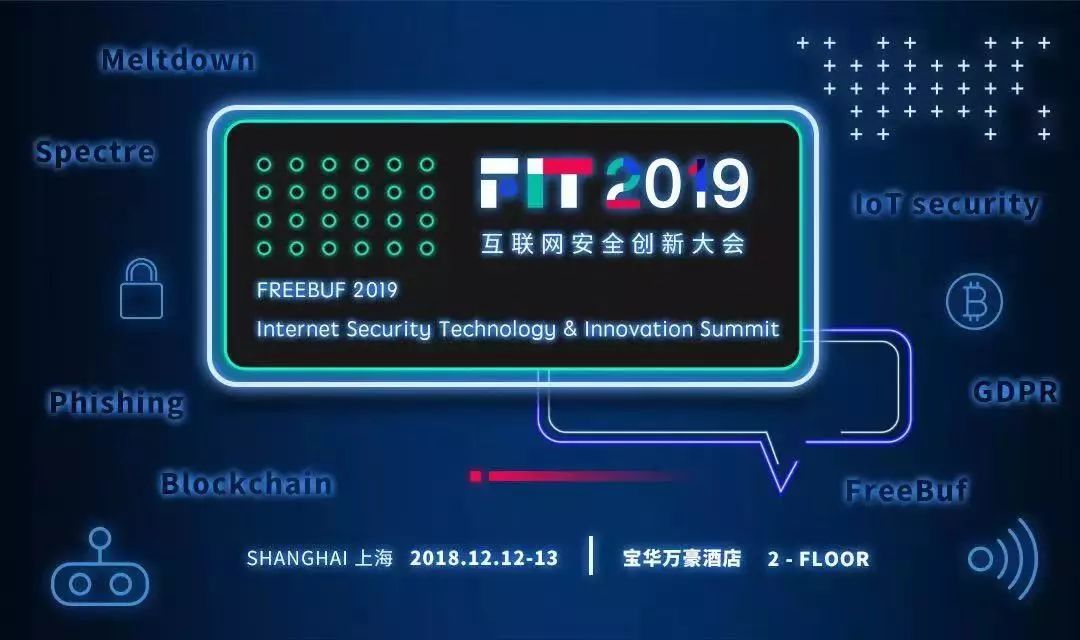 Meltdown
Spectre
IoT security
FIT 2019
互联网安全创新大会
FREEBUF 2019
Internet Security Technology & Innovation Summit
Phishing
GDPR
Blockchain
FreeBuf
SHANGHAI 上海 2018.12.12-13 | 宝华万豪酒店 2 - FLOOR